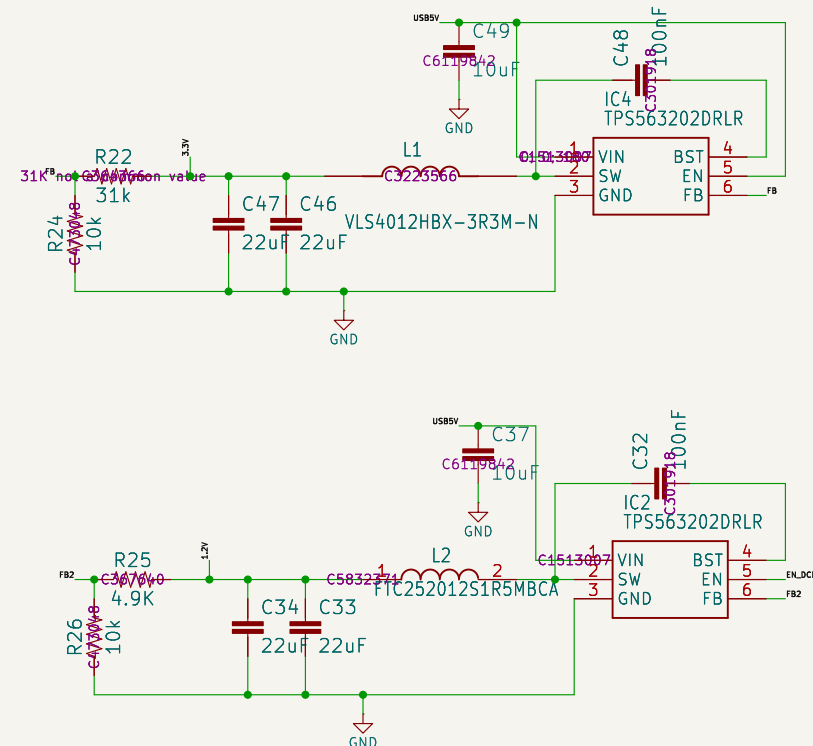 USB5V
C49
C6119842
10uF
GND
C48
100nF
C301918
IC4
TPS563202DRLR
1
VIN
BST
4
2
SW
EN
5
3
GND
FB
6
FB
L1
C3223566
VLS4012HBX-3R3M-N
3.3V
FB
R22
31k
R24
10k
C473048
C47
22uF
C46
22uF
GND
USB5V
C37
C6119842
10uF
GND
C32
100nF
C301918
IC2
TPS563202DRLR
C1513007
1
VIN
BST
4
2
SW
EN
5
EN_DC
3
GND
FB
6
FB2
L2
C5832371
1
2
FTC252012S1R5MBCA
1.2V
FB2
R25
C367640
4.9K
R26
10k
C473048
C34
22uF
C33
22uF
GND